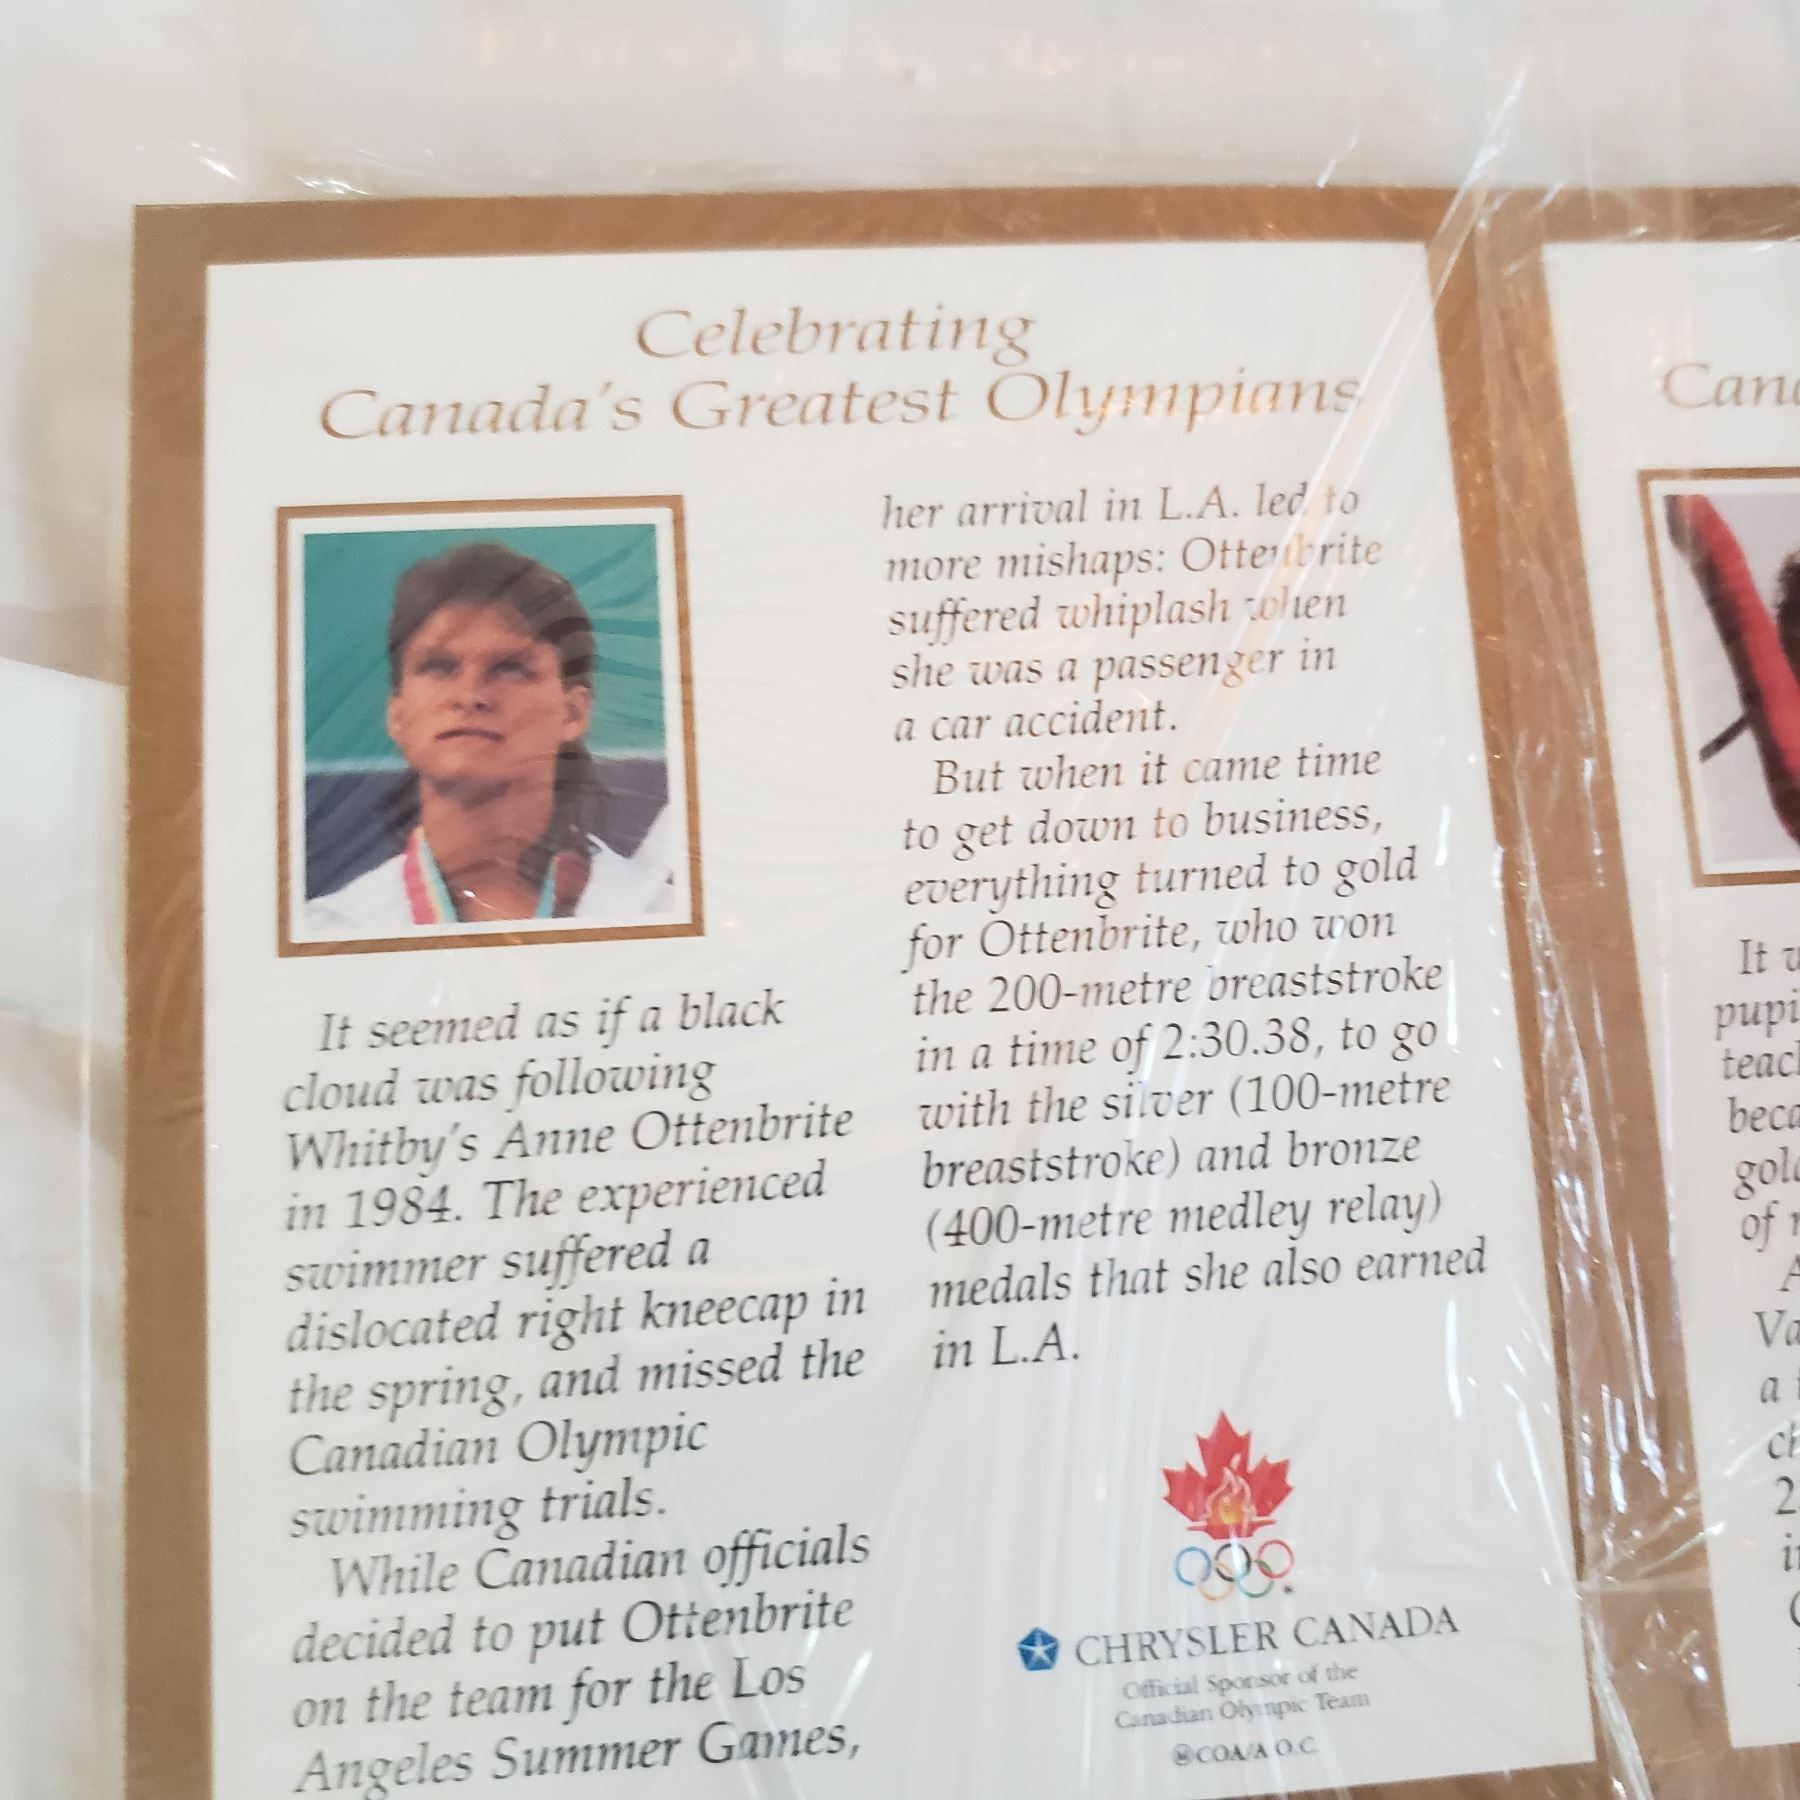 Celebrating
Canada's Greatest Olympians
It seemed as if a black
cloud was following
Whitby's Anne Ottenbrite
in 1984. The experienced
swimmer suffered a
dislocated right kneecap in
the spring, and missed the
Canadian Olympic
swimming trials.
While Canadian officials
decided to put Ottenbrite
on the team for the Los
Angeles Summer Games,
her arrival in L.A. led to
more mishaps: Ottenbrite
suffered whiplash when
she was a passenger in
a car accident.
But when it came time
to get down to business,
everything turned to gold
for Ottenbrite, who won
the 200-metre breaststroke
in a time of 2:30.38, to go
with the silver (100-metre
breaststroke) and bronze
(400-metre medley relay)
medals that she also earned
in L.A.
CHRYSLER CANADA
Official Sponsor of the
Canadian Olympic Team
COA/A O.C.
It
of
a